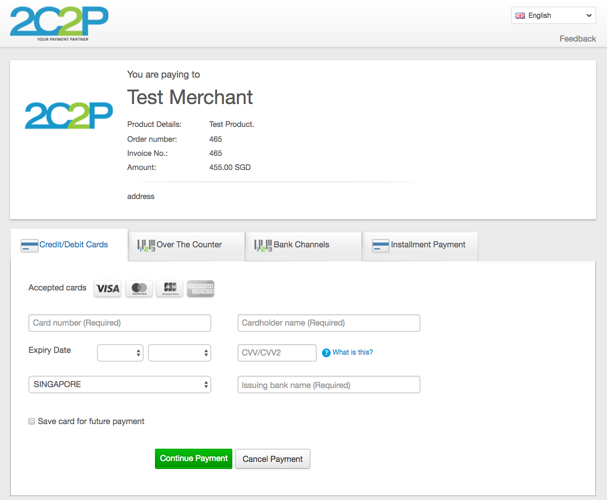 2C2P
YOUR PAYMENT PARTNER
English
Feedback
2C2P
You are paying to
Test Merchant
Product Details: Test Product.
Order number: 465
Invoice No.: 465
Amount: 455.00 SGD
address
Credit/Debit Cards
Over The Counter
Bank Channels
Installment Payment
Accepted cards VISA
Card number (Required)
Cardholder name (Required)
Expiry Date
CVV/CVV2
? What is this?
SINGAPORE
Issuing bank name (Required)
Save card for future payment
Continue Payment
Cancel Payment